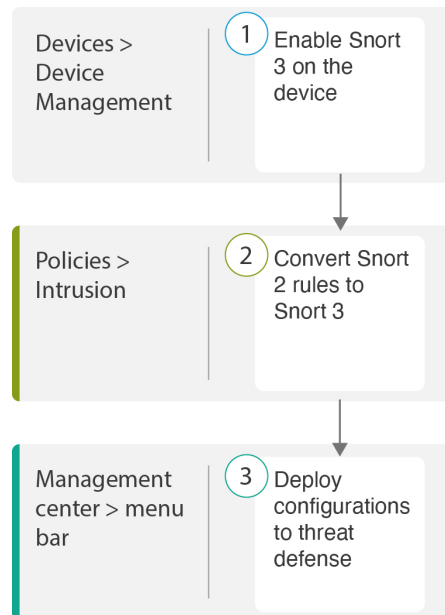 Devices >
Device
Management
1
Enable Snort
3 on the
device
Policies >
Intrusion
2
Convert Snort
2 rules to
Snort 3
Management
center > menu
bar
3
Deploy
configurations
to threat
defense